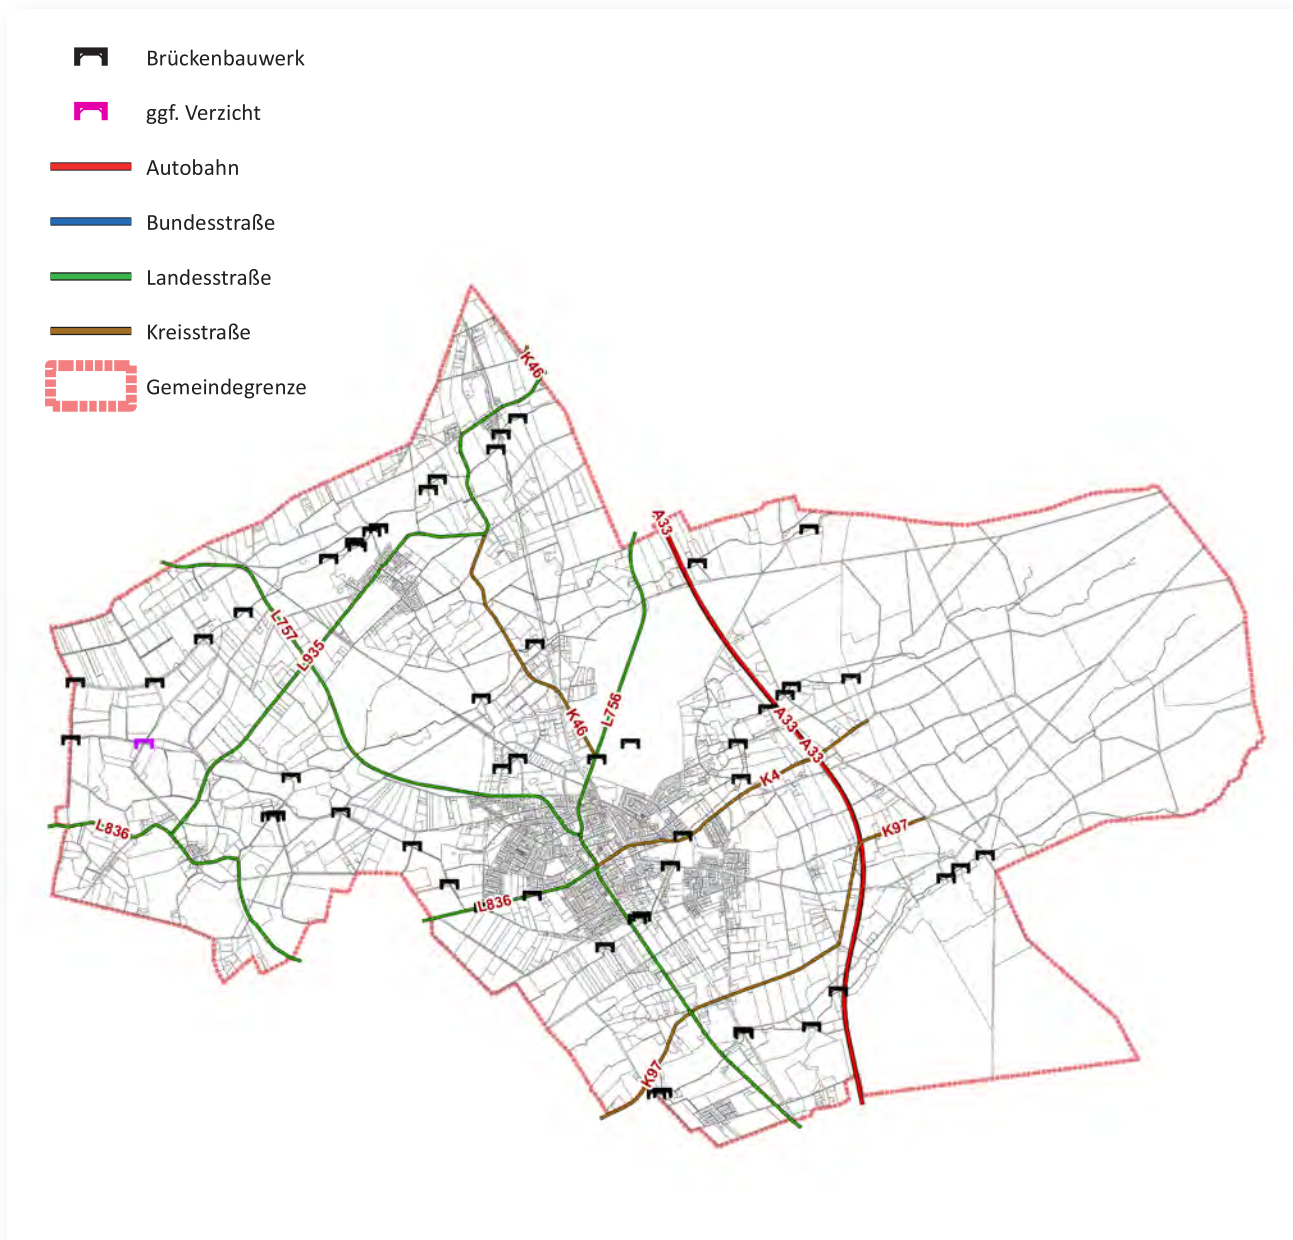 Brückenbauwerk
ggf. Verzicht
Autobahn
Bundesstraße
Landesstraße
Kreisstraße
Gemeindegrenze
K46
A33
L757
L935
L756
K46
A33
A33
K4
L836
K97
L836
K97